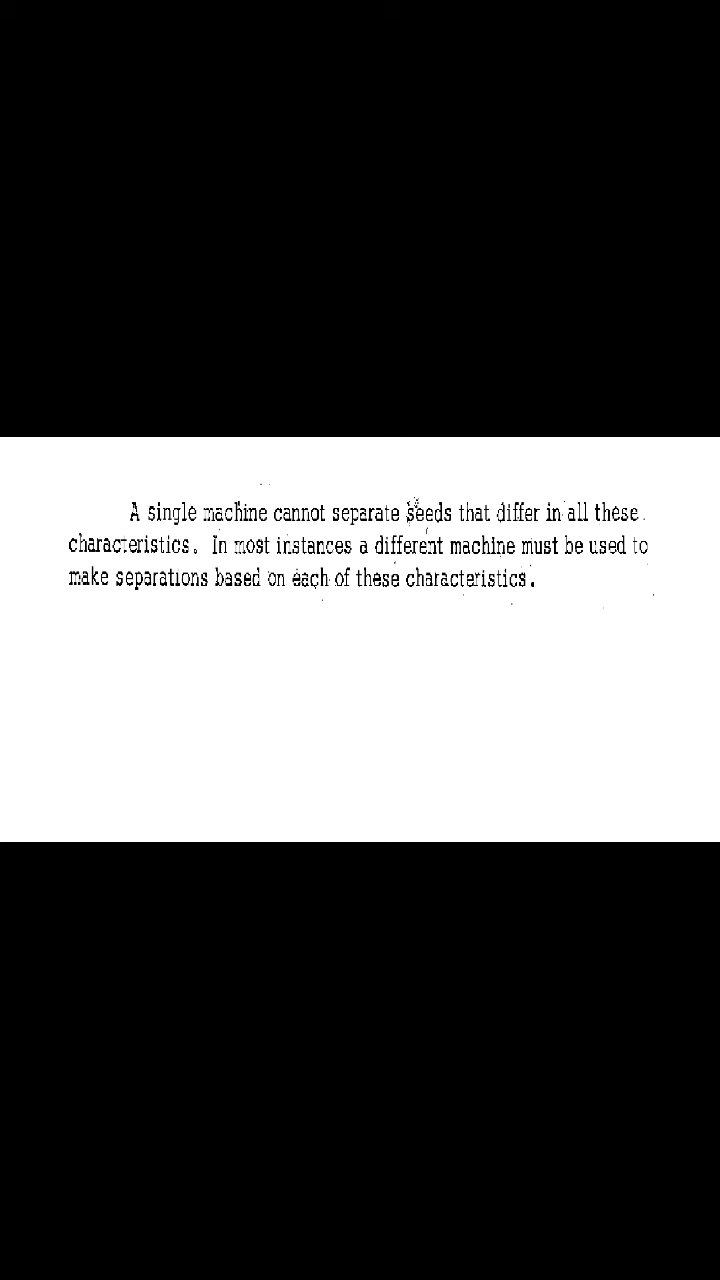 A single machine cannot separate seeds that differ in all these
characteristics. In most instances a different machine must be used to
make separations based on each of these characteristics.